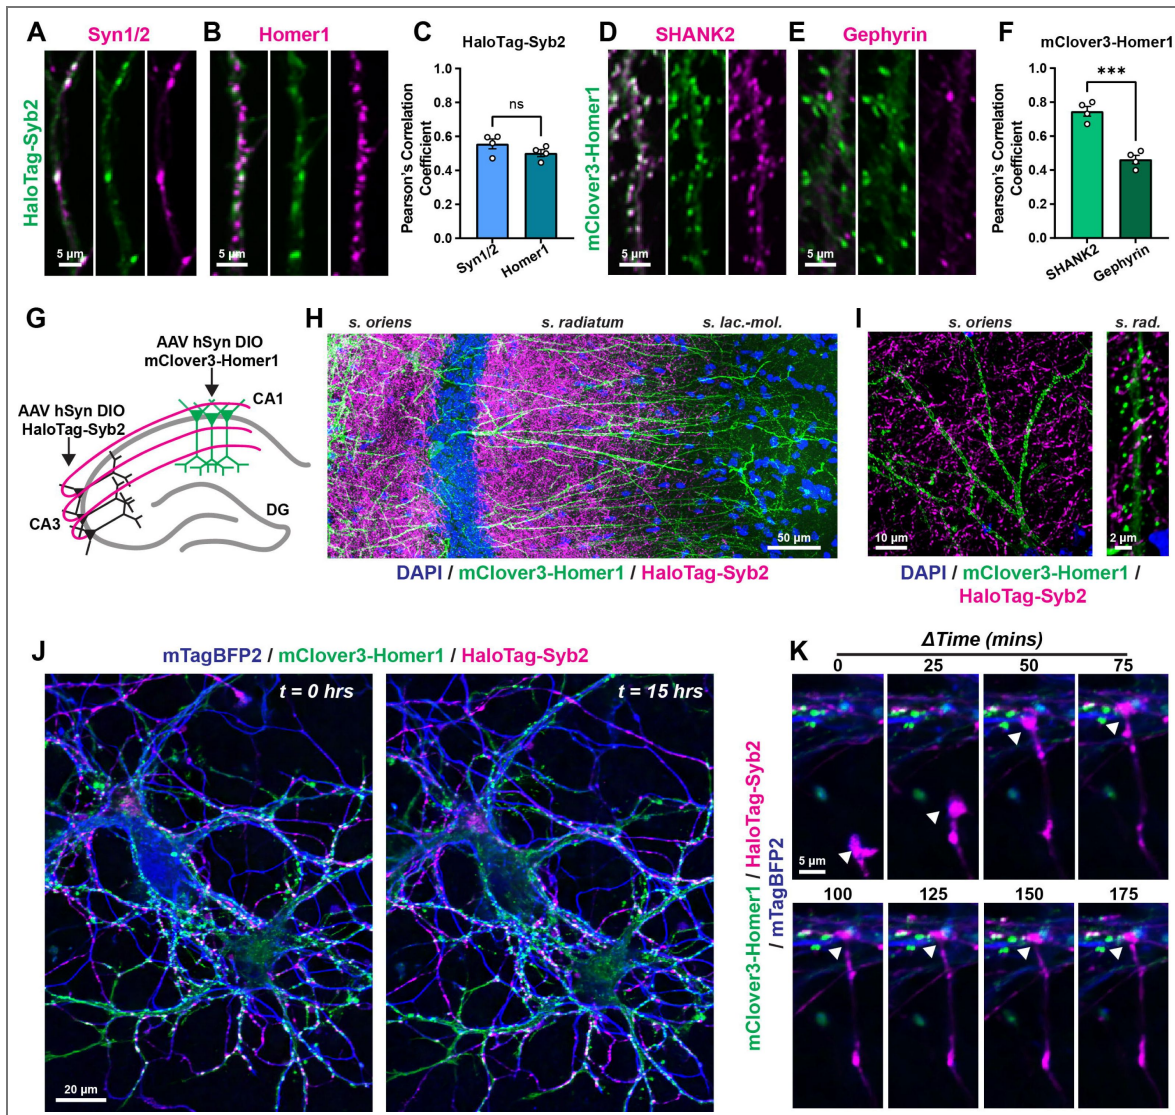 A
Syn1/2
HaloTag-Syb2
5 µm
B
Homer1
5 µm
C
HaloTag-Syb2
Pearson's Correlation
Coefficient
1.0
0.8
0.6
0.4
0.2
0.0
ns
Syn1/2
Homer1
D
SHANK2
mClover3-Homer1
5 µm
E
Gephyrin
5 µm
F
mClover3-Homer1
Pearson's Correlation
Coefficient
1.0
0.8
0.6
0.4
0.2
0.0
***
SHANK2
Gephyrin
G
AAV hSyn DIO
mClover3-Homer1
AAV hSyn DIO
HaloTag-Syb2
CA1
CA3
DG
H
s. oriens
s. radiatum
s. lac.-mol.
50 µm
DAPI / mClover3-Homer1 / HaloTag-Syb2
I
s. oriens
s. rad.
10 µm
2 µm
DAPI / mClover3-Homer1 /
HaloTag-Syb2
J
mTagBFP2 / mClover3-Homer1 / HaloTag-Syb2
t = 0 hrs
t = 15 hrs
20 µm
K
ΔTime (mins)
0
25
50
75
5 µm
100
125
150
175
mClover3-Homer1 / HaloTag-Syb2
/ mTagBFP2